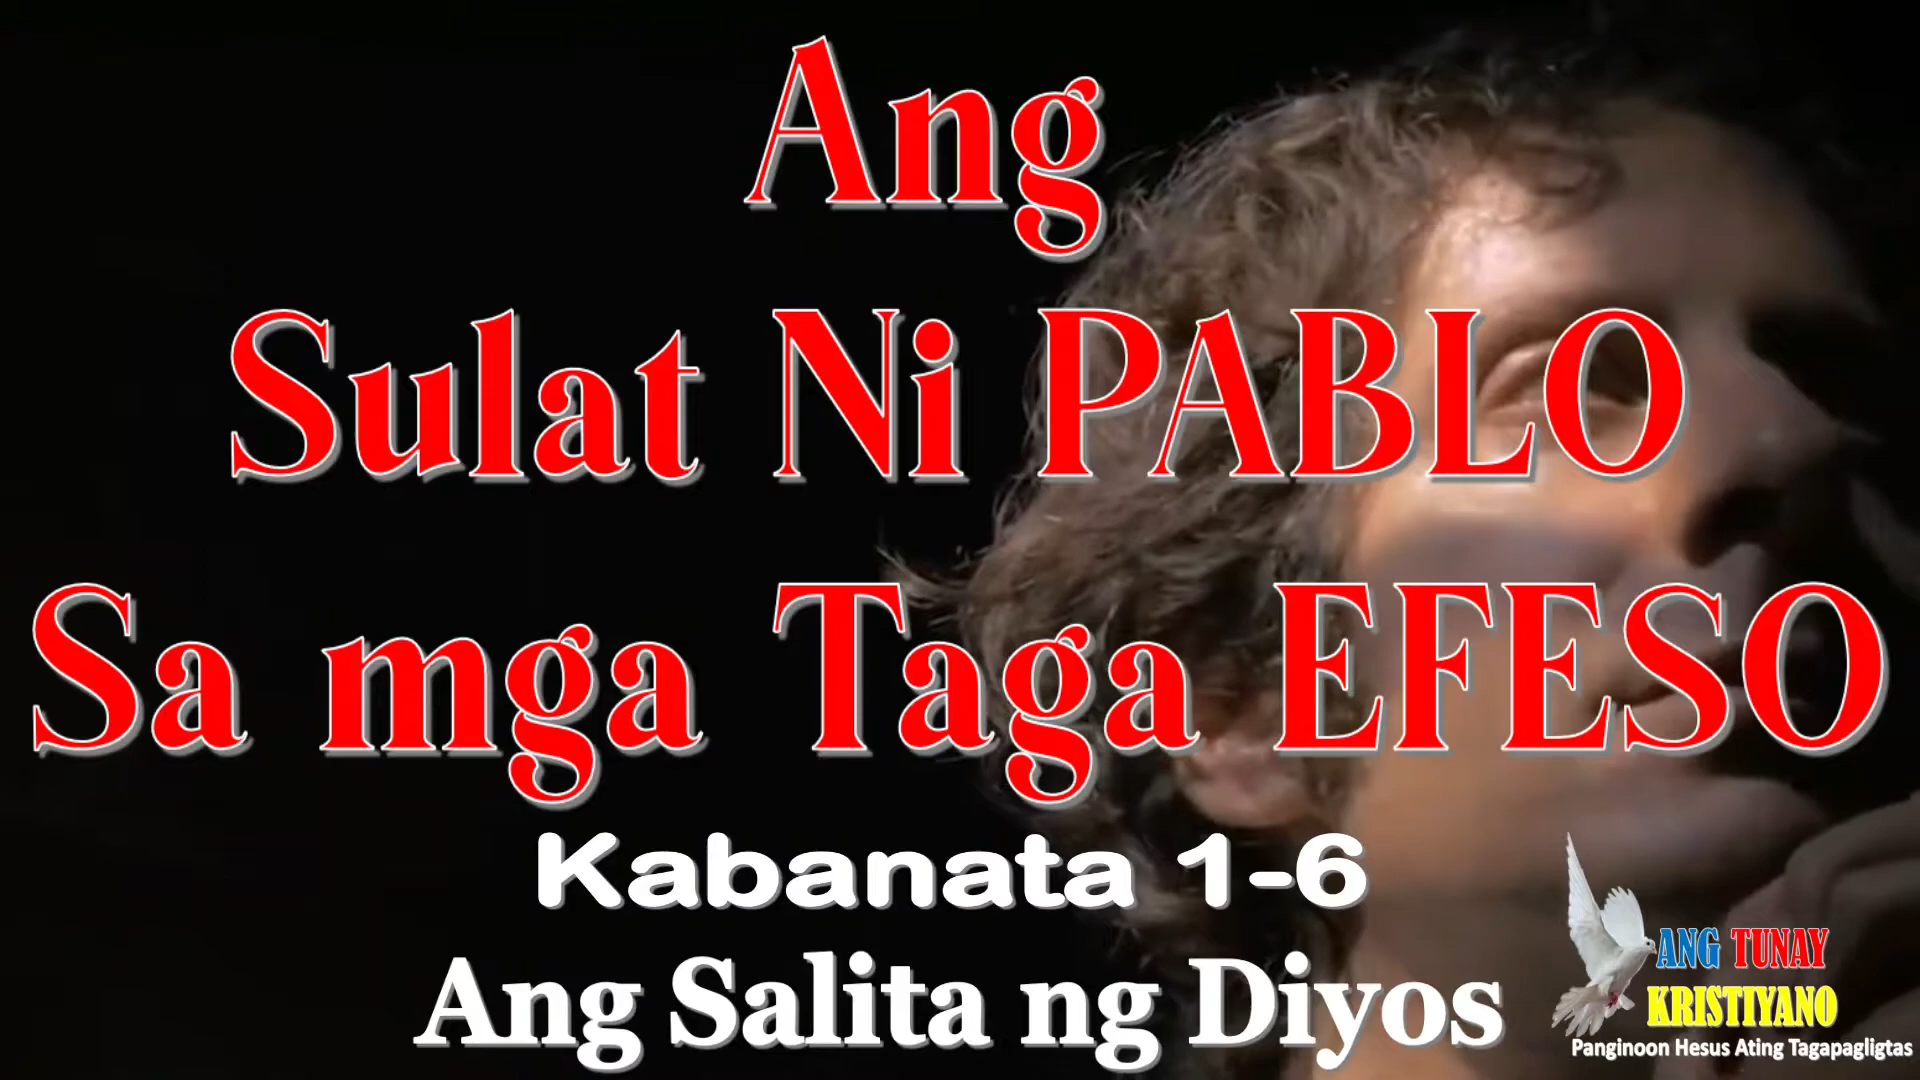 Ang
Sulat Ni PABLO
Sa mga Taga EFESO
Kabanata 1-6
Ang Salita ng Diyos
ANG TUNAY
KRISTIYANO
Panginoon Hesus Ating Tagapagligtas